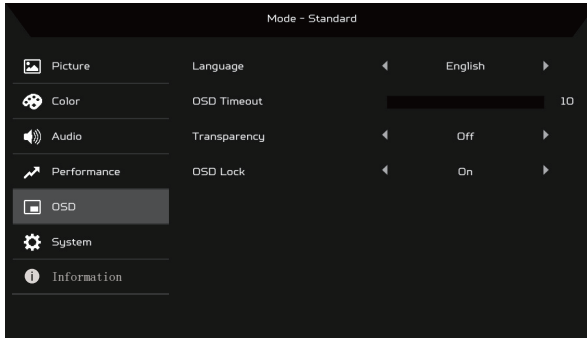 Mode - Standard
Picture
Language English
Color
OSD Timeout 10
Audio
Transparency Off
Performance
OSD Lock On
OSD
System
Information